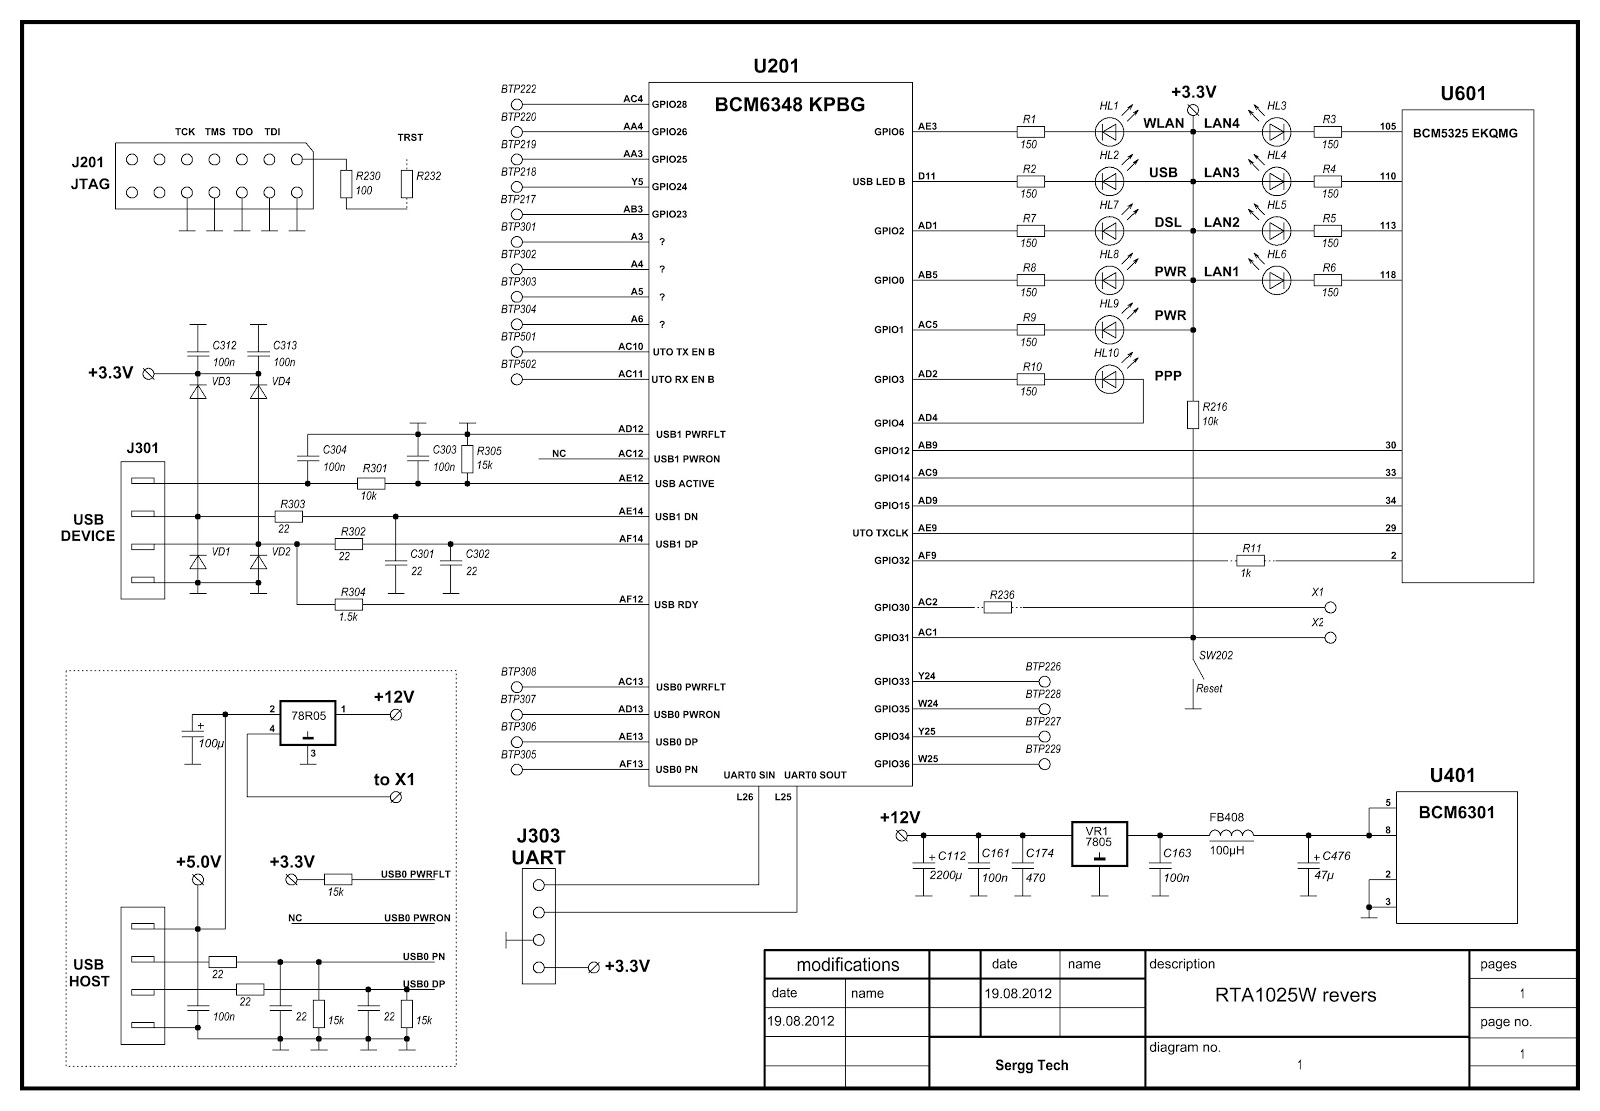 U201
BCM6348 KPBG
BTP222
AC4 GPIO28
BTP220
AA4 GPIO26
BTP219
AA3 GPIO25
BTP218
Y5 GPIO24
BTP217
AB3 GPIO23
BTP301
A3 ?
BTP302
A4 ?
BTP303
A5 ?
BTP304
A6 ?
BTP501
AC10 UTO TX EN B
BTP502
AC11 UTO RX EN B
AD12 USB1 PWRFLT
NC AC12 USB1 PWRON
AE12 USB ACTIVE
AE14 USB1 DN
AF14 USB1 DP
AF12 USB RDY
BTP308
AC13 USB0 PWRFLT
BTP307
AD13 USB0 PWRON
BTP306
AE13 USB0 DP
BTP305
AF13 USB0 PN
UART0 SIN UART0 SOUT
L26 L25
TCK TMS TDO TDI
J201
JTAG
R230
100
TRST
R232
C312
100n
C313
100n
+3.3V
VD3
VD4
J301
USB
DEVICE
C304
100n
R301
10k
C303
100n
R305
15k
R303
22
R302
22
VD1
VD2
C301
22
C302
22
R304
1.5k
GPIO6 AE3
R1
150
HL1
WLAN
USB LED B D11
R2
150
HL2
USB
GPIO2 AD1
R7
150
HL7
DSL
GPIO0 AB5
R8
150
HL8
PWR
GPIO1 AC5
R9
150
HL9
PWR
GPIO3 AD2
R10
150
HL10
PPP
GPIO4 AD4
GPIO12 AB9 30
GPIO14 AC9 33
GPIO15 AD9 34
UTO TXCLK AE9 29
GPIO32 AF9 2
R11
1k
GPIO30 AC2
R236
X1
GPIO31 AC1
X2
GPIO33 Y24
BTP226
GPIO35 W24
BTP228
GPIO34 Y25
BTP227
GPIO36 W25
BTP229
+3.3V
LAN4
HL3
R3
150
105
LAN3
HL4
R4
150
110
LAN2
HL5
R5
150
113
LAN1
HL6
R6
150
118
U601
BCM5325 EKQMG
R216
10k
SW202
Reset
78R05
2
1
4
3
+12V
+
100µ
to X1
+5.0V
+3.3V
15k
USB0 PWRFLT
NC USB0 PWRON
USB0 PN
USB0 DP
USB
HOST
22
22
100n
22
15k
22
15k
J303
UART
+3.3V
U401
BCM6301
5
8
2
3
+12V
+ C112
2200µ
C161
100n
C174
470
VR1
7805
C163
100n
FB408
100µH
+ C476
47µ
modifications
date name
19.08.2012
date name
19.08.2012
Sergg Tech
description
RTA1025W revers
diagram no.
1
pages
1
page no.
1